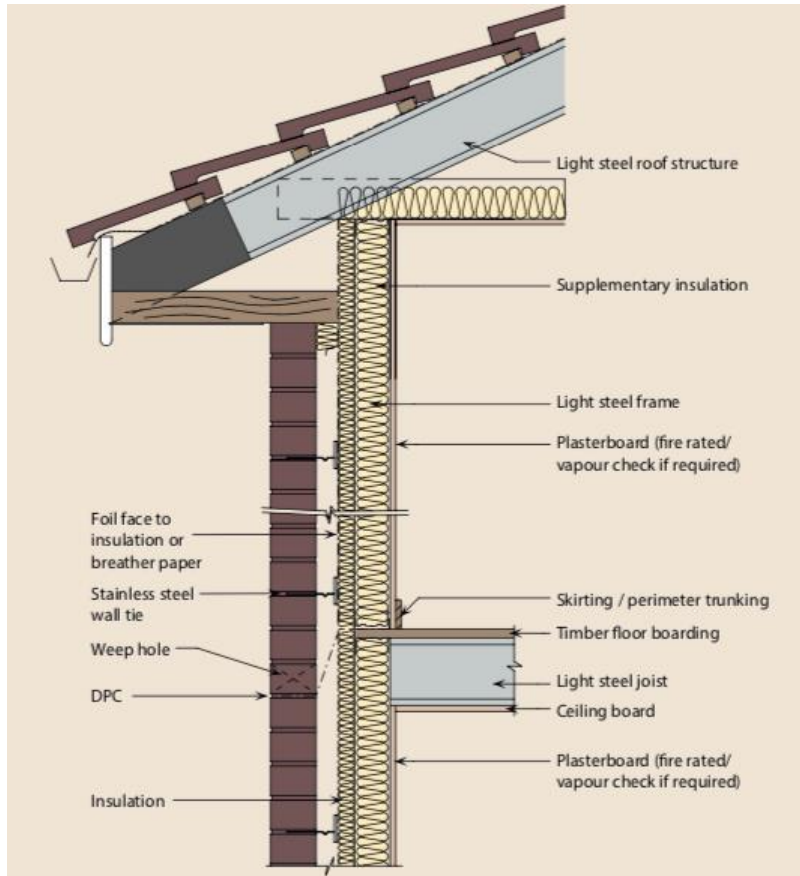 Light steel roof structure
Supplementary insulation
Light steel frame
Plasterboard (fire rated/
vapour check if required)
Foil face to
insulation or
breather paper
Stainless steel
wall tie
Skirting / perimeter trunking
Timber floor boarding
Weep hole
Light steel joist
DPC
Ceiling board
Plasterboard (fire rated/
vapour check if required)
Insulation